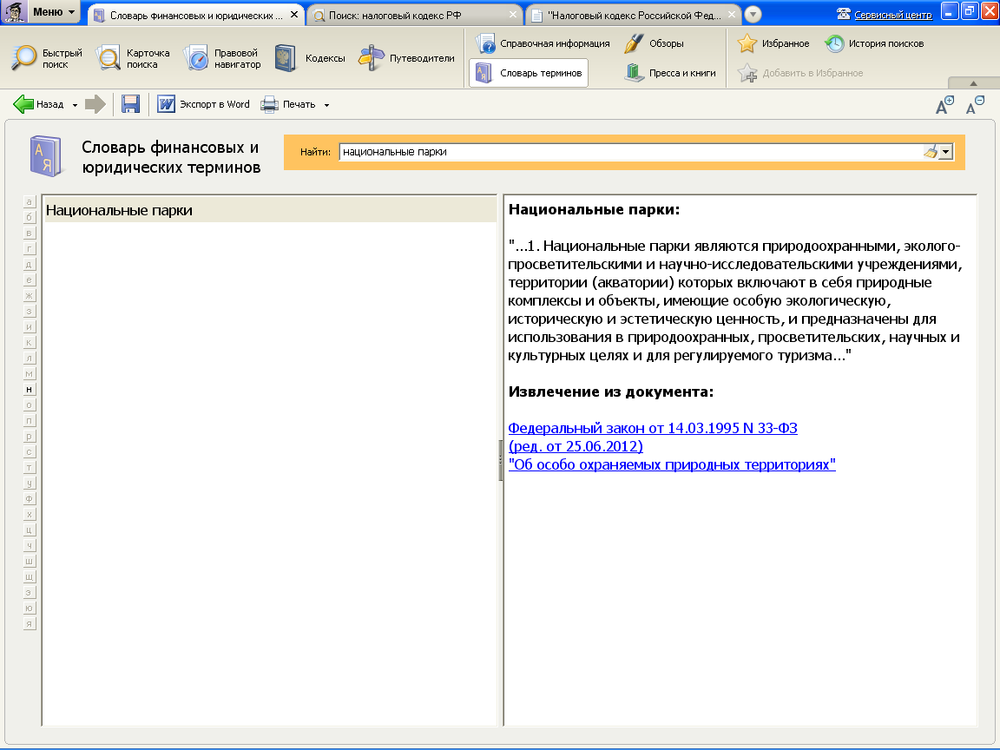 Меню
Словарь финансовых и юридических ...
Поиск: налоговый кодекс РФ
"Налоговый кодекс Российской Фед...
Сервисный центр
Быстрый
поиск
Карточка
поиска
Правовой
навигатор
Кодексы
Путеводители
Справочная информация
Словарь терминов
Обзоры
Пресса и книги
Избранное
История поисков
Добавить в Избранное
Назад
Экспорт в Word
Печать
Словарь финансовых и
юридических терминов
Найти:
национальные парки
а
б
в
г
д
е
ж
з
и
к
л
м
н
о
п
р
с
т
у
ф
х
ц
ч
ш
щ
э
ю
я
Национальные парки
Национальные парки:
"...1. Национальные парки являются природоохранными, эколого-
просветительскими и научно-исследовательскими учреждениями,
территории (акватории) которых включают в себя природные
комплексы и объекты, имеющие особую экологическую,
историческую и эстетическую ценность, и предназначены для
использования в природоохранных, просветительских, научных и
культурных целях и для регулируемого туризма..."
Извлечение из документа:
Федеральный закон от 14.03.1995 N 33-ФЗ
(ред. от 25.06.2012)
"Об особо охраняемых природных территориях"